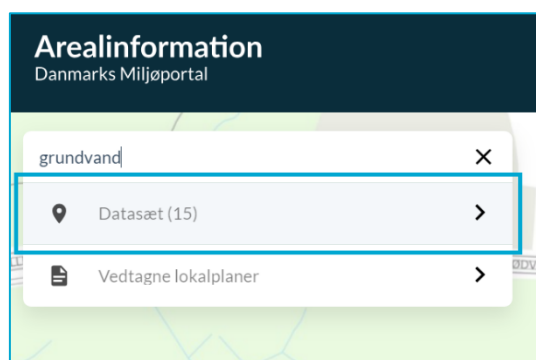 Arealinformation
Danmarks Miljøportal
grundvand
Datasæt (15)
Vedtagne lokalplaner